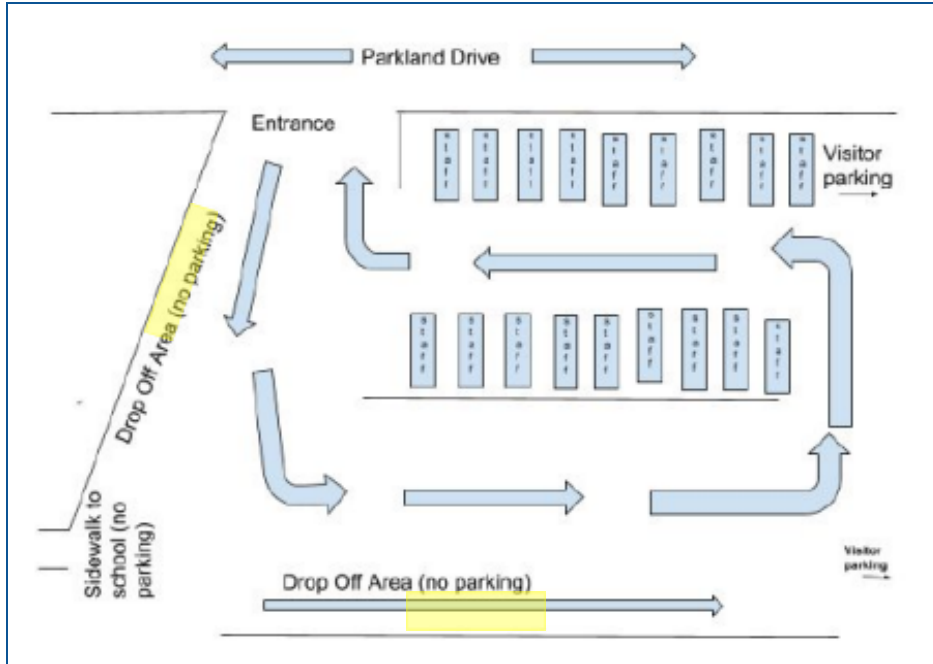 Parkland Drive
Entrance
staff
staff
staff
staff
staff
staff
staff
staff
staff
Visitor
parking
Drop Off Area (no parking)
staff
staff
staff
staff
staff
staff
staff
staff
staff
Sidewalk to
school (no
parking)
Visitor
parking
Drop Off Area (no parking)